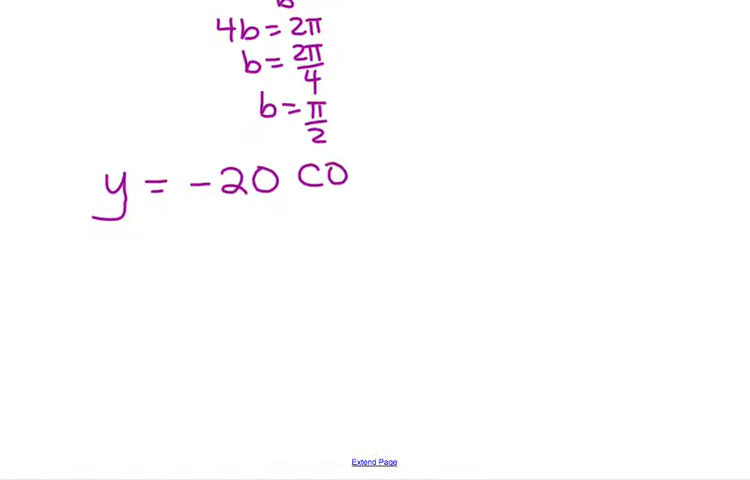 b
4b = 2π
b = 2π/4
b = π/2
y = -20 CO
Extend Page